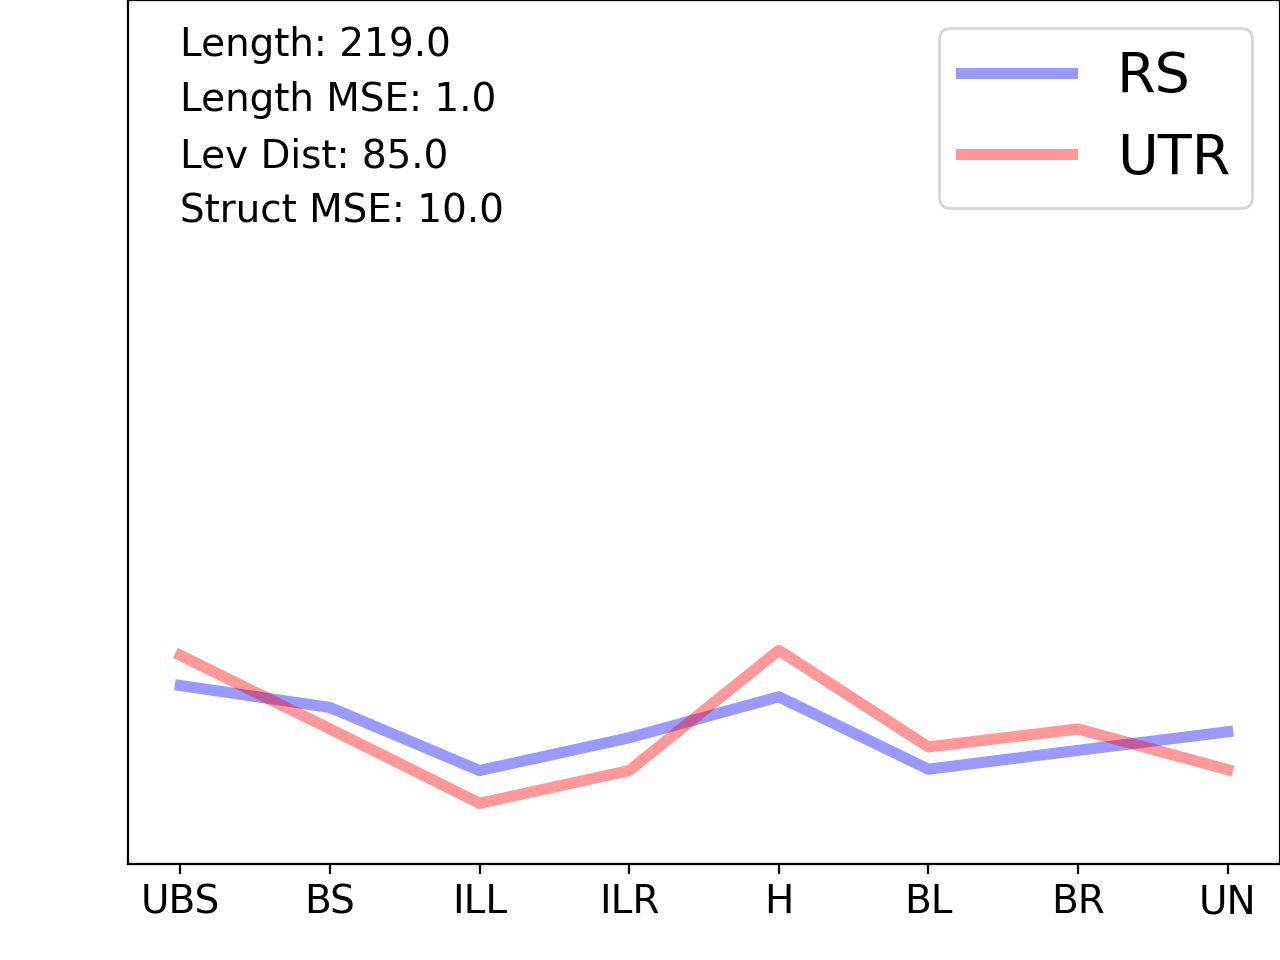 Length: 219.0
Length MSE: 1.0
Lev Dist: 85.0
Struct MSE: 10.0
RS
UTR
UBS BS ILL ILR H BL BR UN